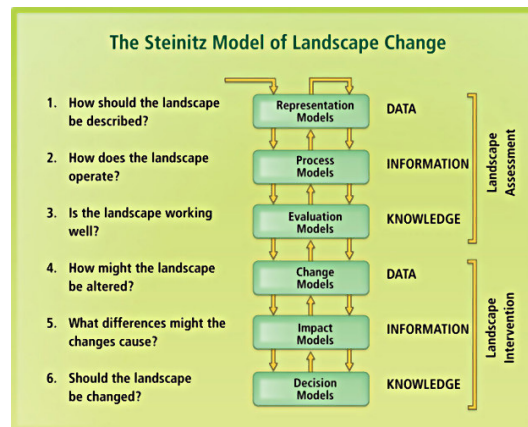 The Steinitz Model of Landscape Change
1. How should the landscape
be described?
Representation
Models
DATA
2. How does the landscape
operate?
Process
Models
INFORMATION
3. Is the landscape working
well?
Evaluation
Models
KNOWLEDGE
Landscape
Assessment
4. How might the landscape
be altered?
Change
Models
DATA
5. What differences might the
changes cause?
Impact
Models
INFORMATION
6. Should the landscape
be changed?
Decision
Models
KNOWLEDGE
Landscape
Intervention